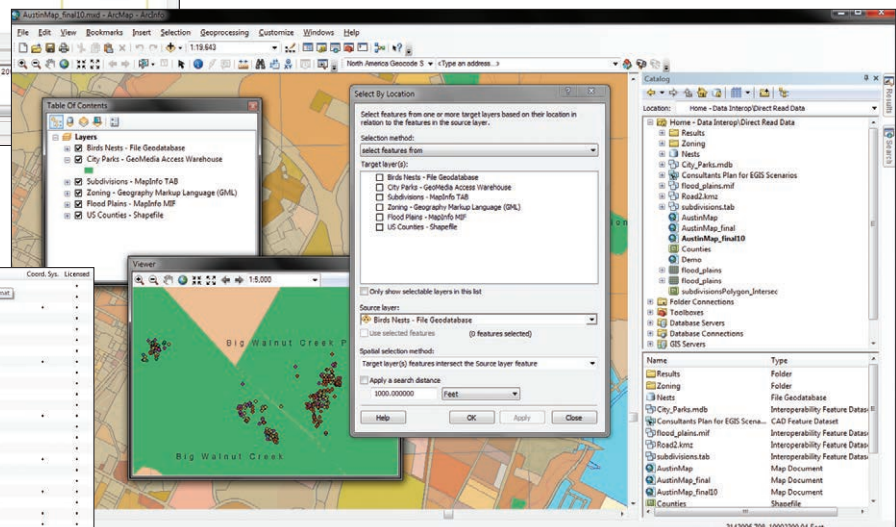 AustinMap_final10.mxd - ArcMap - ArcInfo
File Edit View Bookmarks Insert Selection Geoprocessing Customize Windows Help
1:19,643
North America Geocode S <Type an address...>
Table Of Contents
Layers
Birds Nests - File Geodatabase
City Parks - GeoMedia Access Warehouse
Subdivisions - MapInfo TAB
Zoning - Geography Markup Language (GML)
Flood Plains - MapInfo MIF
US Counties - Shapefile
Coord. Sys. Licensed
Viewer
1:5,000
Big Walnut Creek P
Big Walnut Creek
Select By Location
Select features from one or more target layers based on their location in
relation to the features in the source layer.
Selection method:
select features from
Target layer(s):
Birds Nests - File Geodatabase
City Parks - GeoMedia Access Warehouse
Subdivisions - MapInfo TAB
Zoning - Geography Markup Language (GML)
Flood Plains - MapInfo MIF
US Counties - Shapefile
Only show selectable layers in this list
Source layer:
Birds Nests - File Geodatabase
Use selected features (0 features selected)
Spatial selection method:
Target layer(s) features intersect the Source layer feature
Apply a search distance
1000.000000 Feet
Help OK Apply Close
Catalog
Location: Home - Data Interop\Direct Read Data
Home - Data Interop\Direct Read Data
Results
Zoning
Nests
City_Parks.mdb
Consultants Plan for EGIS Scenarios
flood_plains.mif
Road2.kmz
subdivisions.tab
AustinMap
AustinMap_final
AustinMap_final10
Counties
Demo
flood_plains
flood_plains
subdivisionsPolygon_Intersec
Folder Connections
Toolboxes
Database Servers
Database Connections
GIS Servers
Name Type
Results Folder
Zoning Folder
Nests File Geodatabase
City_Parks.mdb Interoperability Feature Datas
Consultants Plan for EGIS Scena... CAD Feature Dataset
flood_plains.mif Interoperability Feature Datas
Road2.kmz Interoperability Feature Datas
subdivisions.tab Interoperability Feature Datas
AustinMap Map Document
AustinMap_final Map Document
AustinMap_final10 Map Document
Counties Shapefile
Results
Search